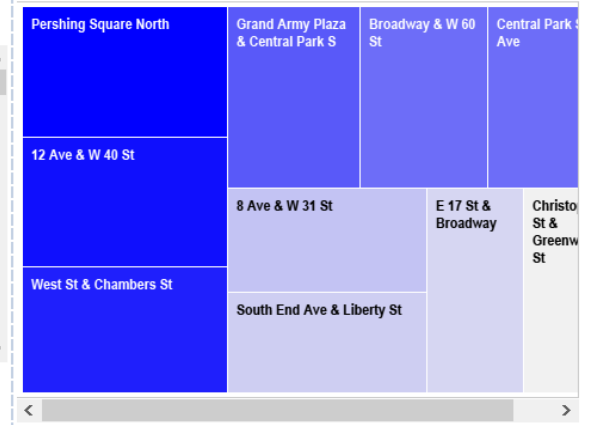 Pershing Square North
Grand Army Plaza
& Central Park S
Broadway & W 60
St
Central Park
Ave
12 Ave & W 40 St
8 Ave & W 31 St
E 17 St &
Broadway
St &
St
West St & Chambers St
South End Ave & Liberty St